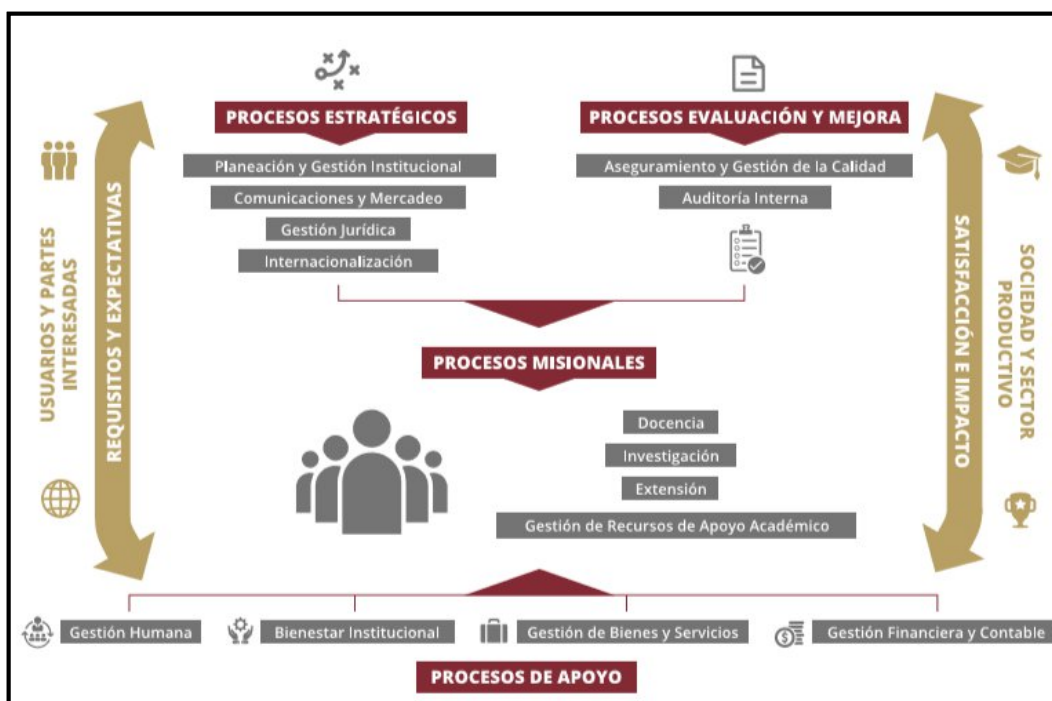 PROCESOS ESTRATÉGICOS
Planeación y Gestión Institucional
Comunicaciones y Mercadeo
Gestión Jurídica
Internacionalización
PROCESOS EVALUACIÓN Y MEJORA
Aseguramiento y Gestión de la Calidad
Auditoría Interna
USUARIOS Y PARTES
INTERESADAS
REQUISITOS Y EXPECTATIVAS
SATISFACCIÓN E IMPACTO
SOCIEDAD Y SECTOR
PRODUCTIVO
PROCESOS MISIONALES
Docencia
Investigación
Extensión
Gestión de Recursos de Apoyo Académico
Gestión Humana
Bienestar Institucional
Gestión de Bienes y Servicios
Gestión Financiera y Contable
PROCESOS DE APOYO